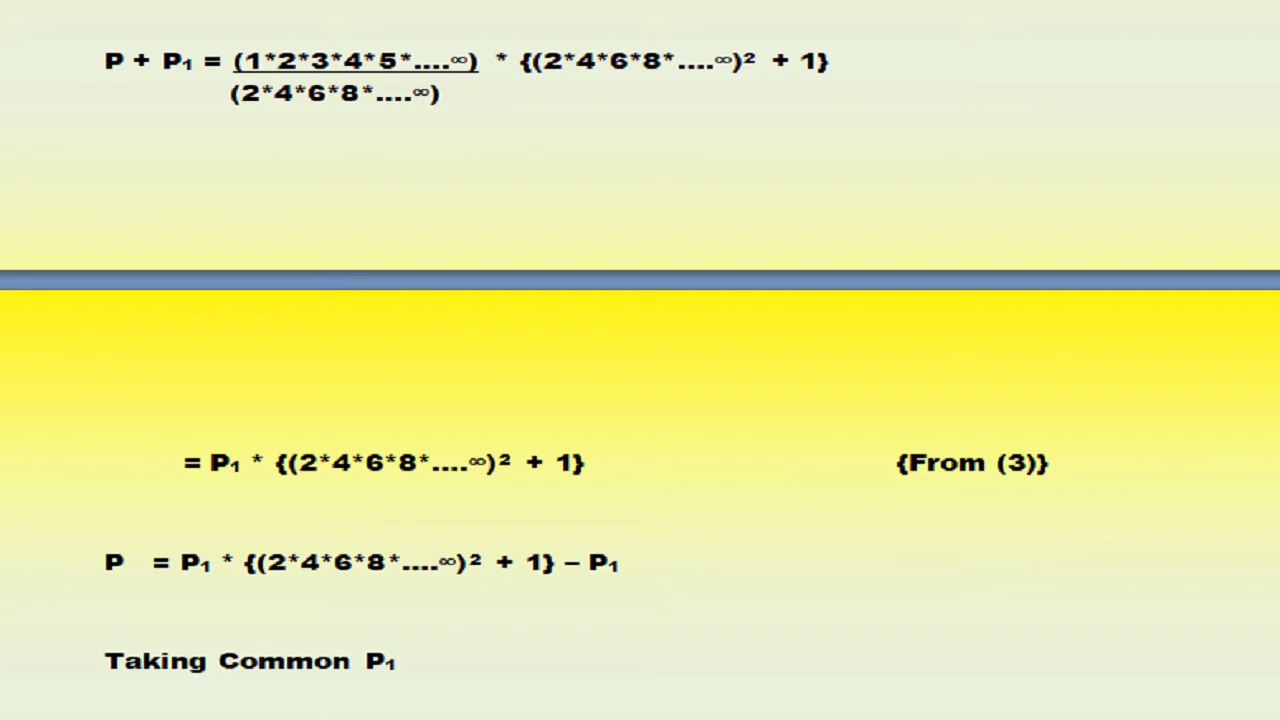 P + P₁ = (1*2*3*4*5*....∞) * {(2*4*6*8*....∞)² + 1}
(2*4*6*8*....∞)
= P₁ * {(2*4*6*8*....∞)² + 1} {From (3)}
P = P₁ * {(2*4*6*8*....∞)² + 1} – P₁
Taking Common P₁